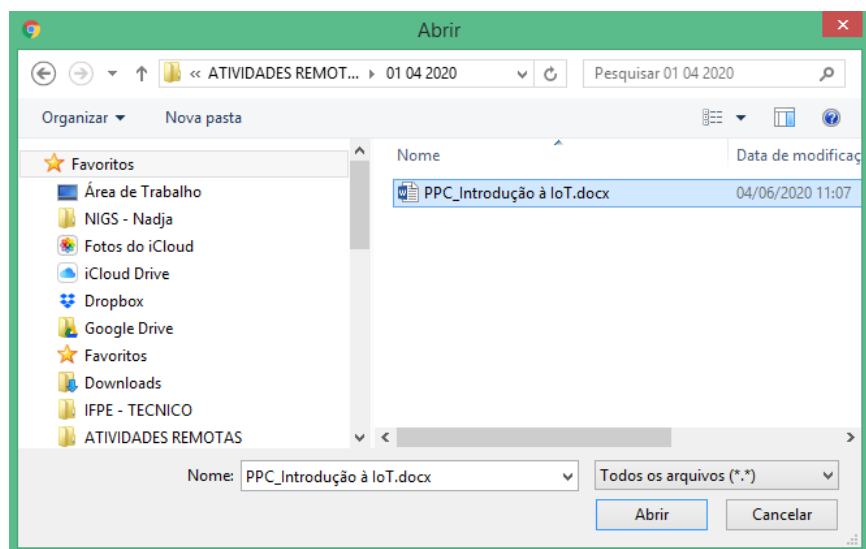 Abrir
« ATIVIDADES REMOT... 01 04 2020
Pesquisar 01 04 2020
Organizar
Nova pasta
Favoritos
Área de Trabalho
NIGS - Nadja
Fotos do iCloud
iCloud Drive
Dropbox
Google Drive
Favoritos
Downloads
IFPE - TECNICO
ATIVIDADES REMOTAS
Nome Data de modificaç
PPC_Introdução à IoT.docx 04/06/2020 11:07
Nome: PPC_Introdução à IoT.docx
Todos os arquivos (*.*)
Abrir Cancelar